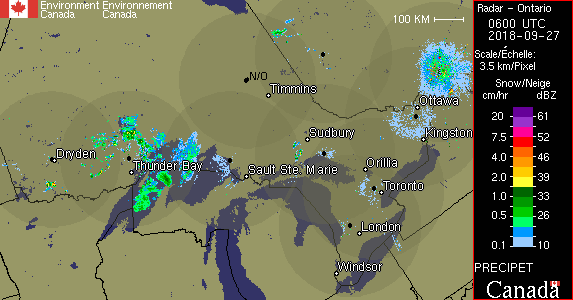 Environment Environnement
Canada Canada
100 KM
N/O
Timmins
Ottawa
Sudbury
Kingston
Dryden
Thunder Bay
Sault Ste. Marie
Orillia
Toronto
London
Windsor
Radar - Ontario
0600 UTC
2018-09-27
Scale/Échelle:
3.5 km/Pixel
Snow/Neige
cm/hr dBZ
20 61
7.5 52
4.0 46
2.0 39
1.0 33
0.5 26
0.1 10
PRECIPET
Canada